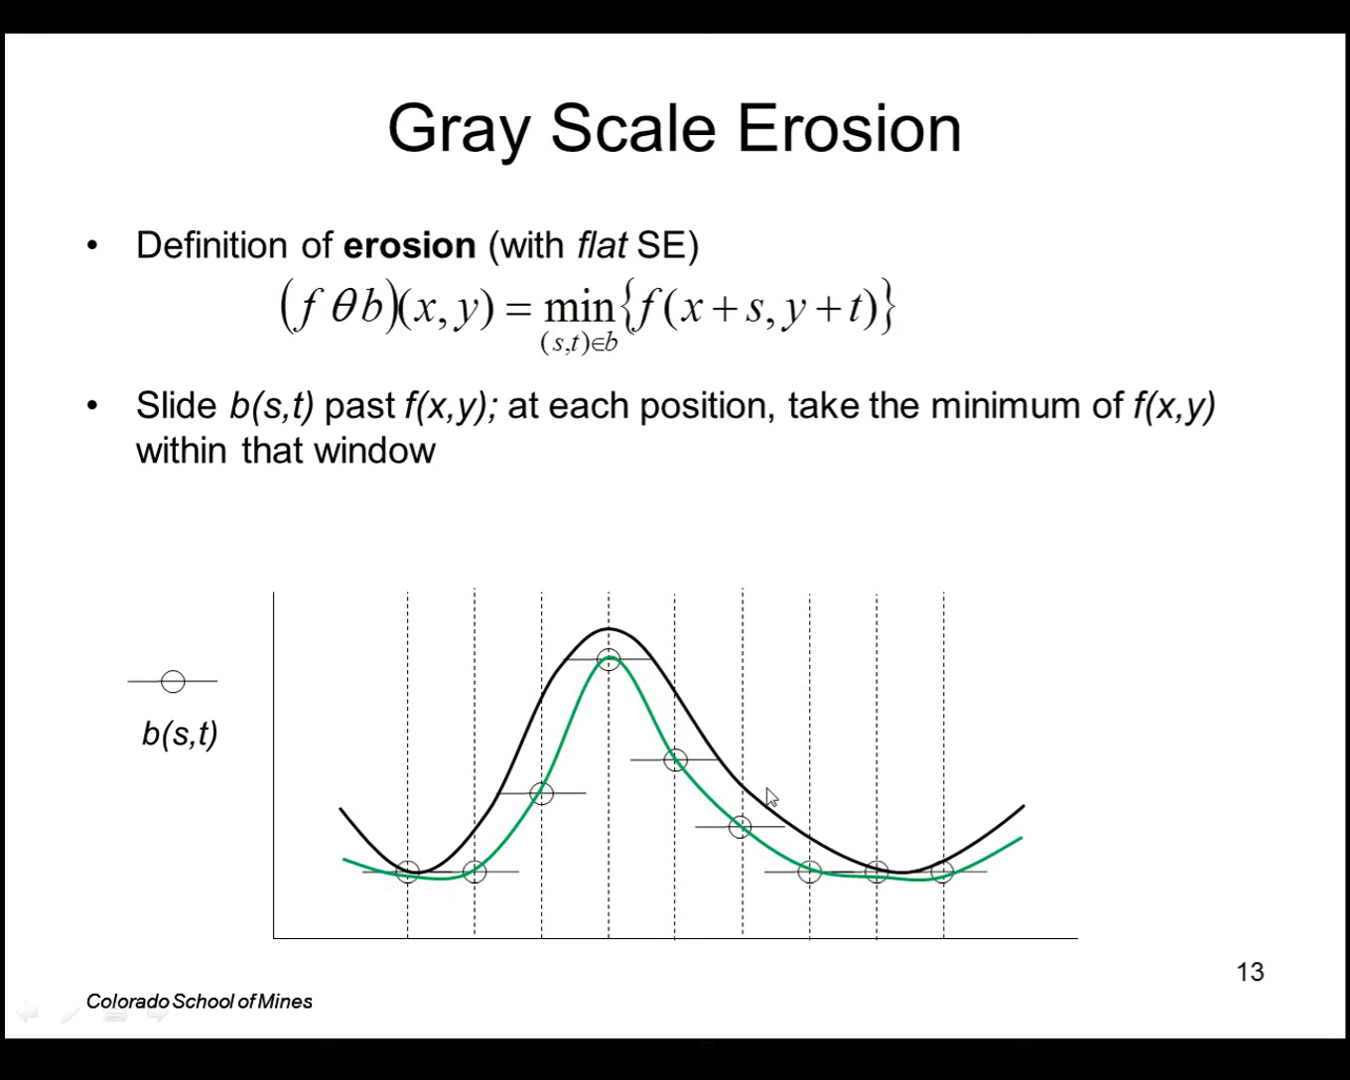 Gray Scale Erosion
• Definition of erosion (with flat SE)
(f θ b)(x, y) = min{f(x + s, y + t)}
(s,t)∈b
• Slide b(s,t) past f(x,y); at each position, take the minimum of f(x,y)
within that window
b(s,t)
13
Colorado School of Mines